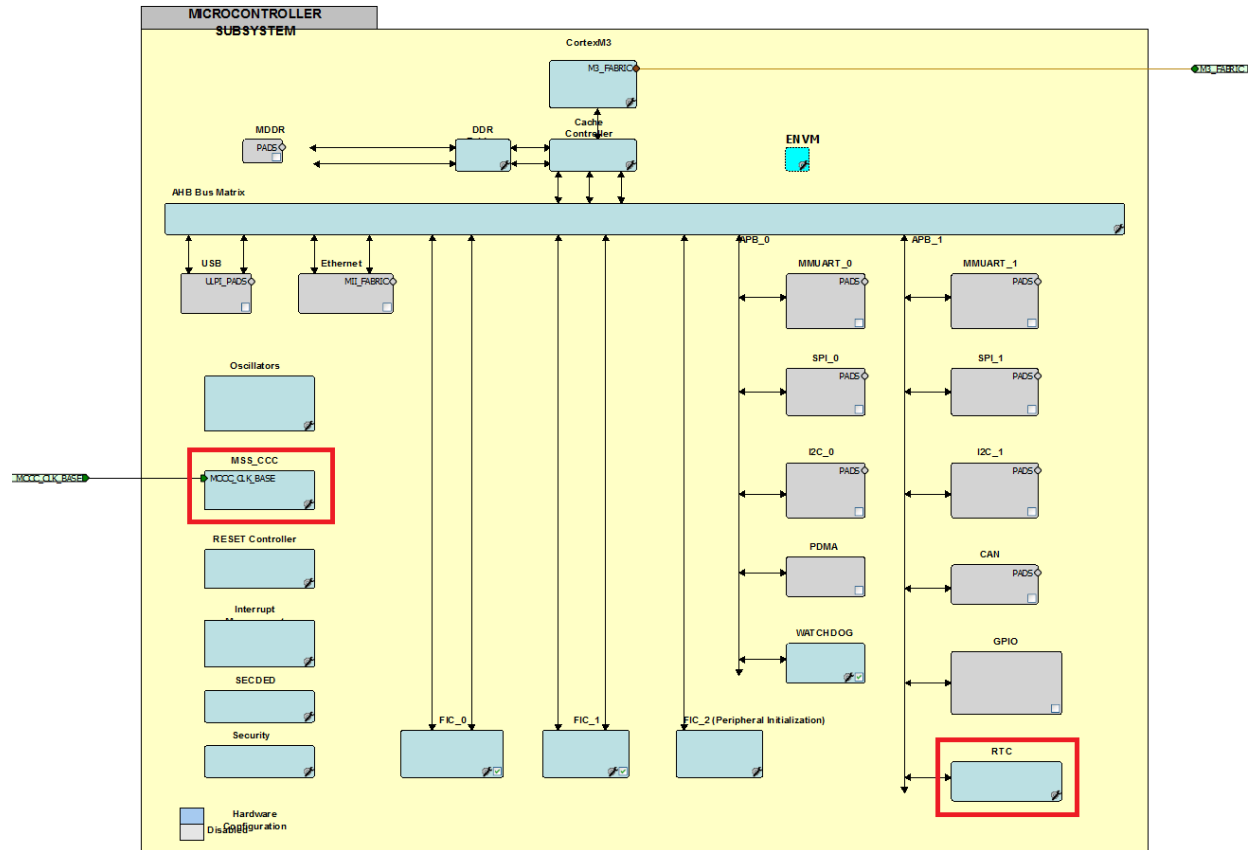 MICROCONTROLLER
SUBSYSTEM
CortexM3
M3_FABRIC
M3_FABRIC
MDDR
PADS
DDR
Cache
Controller
ENVM
AHB Bus Matrix
APB_0
APB_1
USB
ULPI_PADS
Ethernet
MII_FABRIC
MMUART_0
PADS
MMUART_1
PADS
Oscillators
SPI_0
PADS
SPI_1
PADS
MSS_CCC
MCCC_CLK_BASE
MCCC_CLK_BASE
I2C_0
PADS
I2C_1
PADS
RESET Controller
PDMA
CAN
PADS
Interrupt
WATCHDOG
GPIO
SECDED
Security
FIC_0
FIC_1
FIC_2 (Peripheral Initialization)
RTC
Hardware
Configuration
Disabled